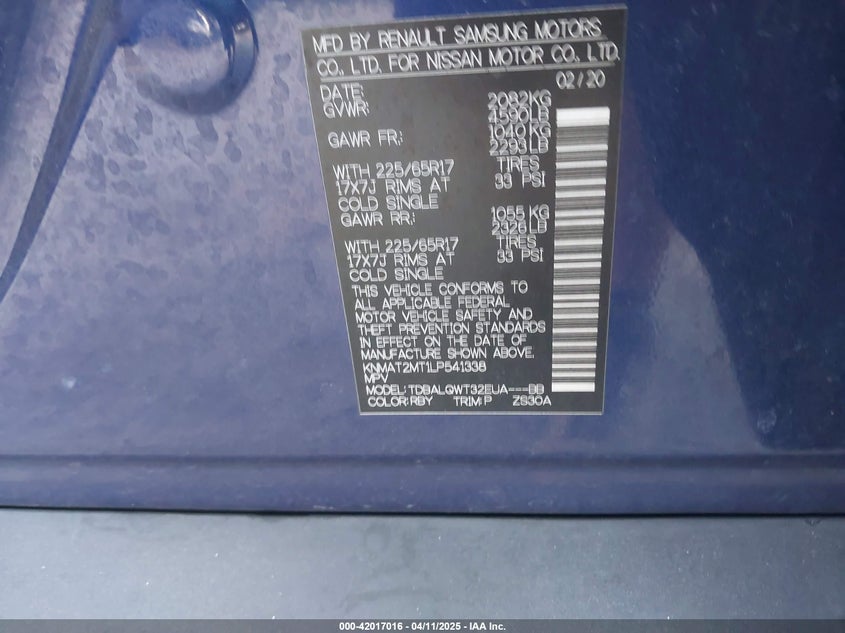 MFD BY RENAULT SAMSUNG MOTORS
CO., LTD. FOR NISSAN MOTOR CO., LTD.
DATE: 02/20
GVWR: 2082KG
4590LB
GAWR FR: 1040KG
2293LB
WITH 225/65R17 TIRES
17X7J RIMS AT 33 PSI
COLD SINGLE
GAWR RR: 1055KG
2326LB
WITH 225/65R17 TIRES
17X7J RIMS AT 33 PSI
COLD SINGLE
THIS VEHICLE CONFORMS TO
ALL APPLICABLE FEDERAL
MOTOR VEHICLE SAFETY AND
THEFT PREVENTION STANDARDS
IN EFFECT ON THE DATE OF
MANUFACTURE SHOWN ABOVE.
KNMAT2MT1LP541338
MPV
MODEL: TDBALQWT32EUA---BB
COLOR:RBY TRIM:P ZS30A
000-42017016 - 04/11/2025 - IAA Inc.